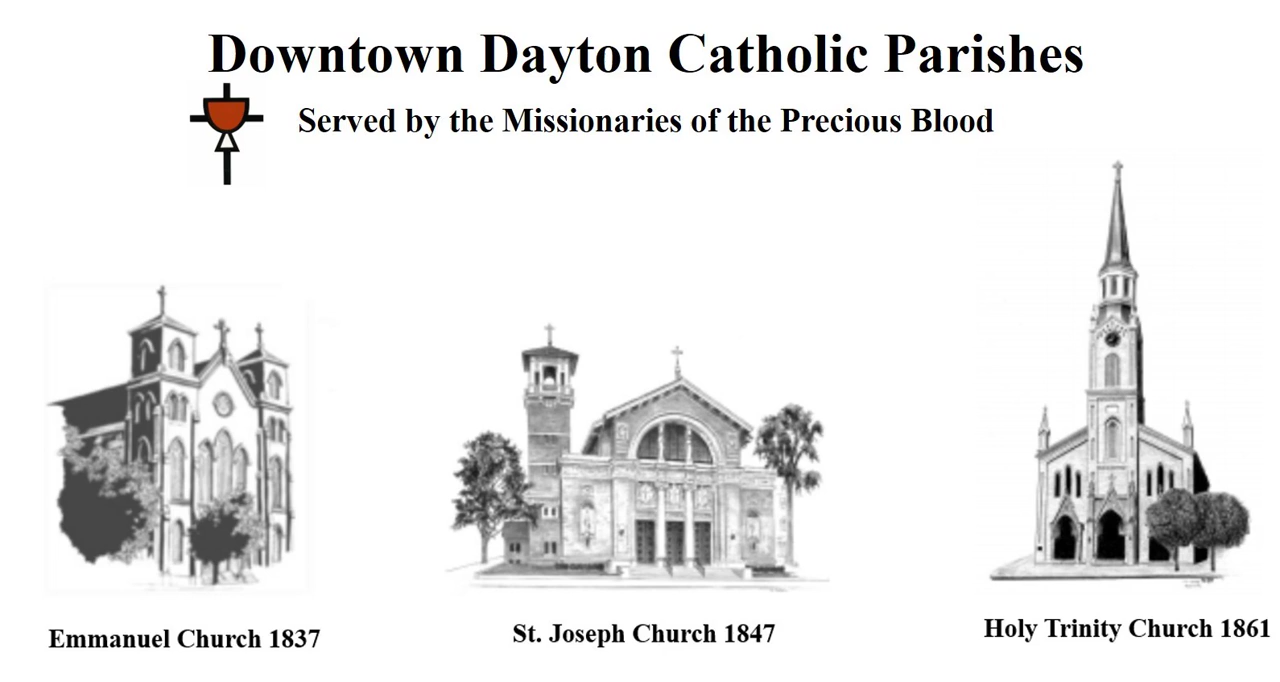 Downtown Dayton Catholic Parishes
Served by the Missionaries of the Precious Blood
Emmanuel Church 1837
St. Joseph Church 1847
Holy Trinity Church 1861